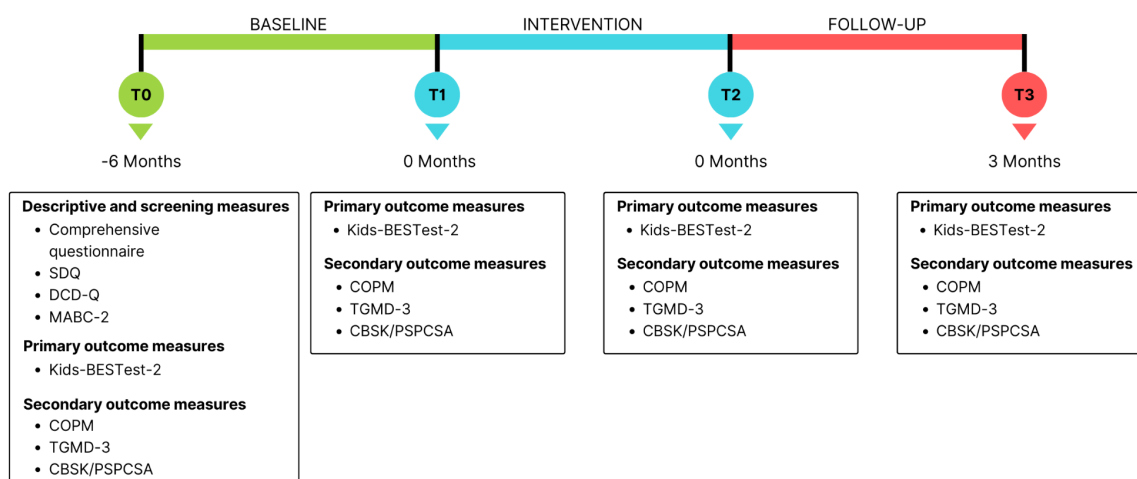 BASELINE
INTERVENTION
FOLLOW-UP
T0
T1
T2
T3
-6 Months
0 Months
0 Months
3 Months
Descriptive and screening measures
• Comprehensive
questionnaire
• SDQ
• DCD-Q
• MABC-2
Primary outcome measures
• Kids-BESTest-2
Secondary outcome measures
• COPM
• TGMD-3
• CBSK/PSPCSA
Primary outcome measures
• Kids-BESTest-2
Secondary outcome measures
• COPM
• TGMD-3
• CBSK/PSPCSA
Primary outcome measures
• Kids-BESTest-2
Secondary outcome measures
• COPM
• TGMD-3
• CBSK/PSPCSA
Primary outcome measures
• Kids-BESTest-2
Secondary outcome measures
• COPM
• TGMD-3
• CBSK/PSPCSA